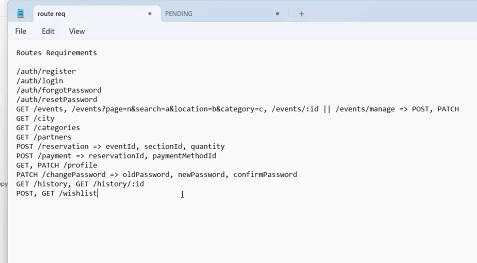 route req
PENDING
File Edit View
Routes Requirements
/auth/register
/auth/login
/auth/forgotPassword
/auth/resetPassword
GET /events, /events?page=n&search=a&location=b&category=c, /events/:id || /events/manage => POST, PATCH
GET /city
GET /categories
GET /partners
POST /reservation => eventId, sectionId, quantity
POST /payment => reservationId, paymentMethodId
GET, PATCH /profile
PATCH /changePassword => oldPassword, newPassword, confirmPassword
GET /history, GET /history/:id
POST, GET /wishlist